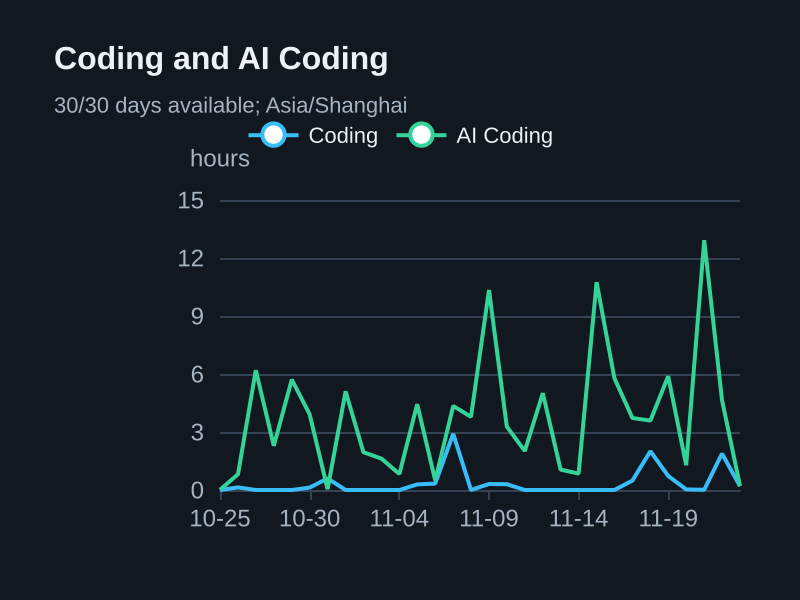 Coding and AI Coding
30/30 days available; Asia/Shanghai
Coding AI Coding
hours
15
12
9
6
3
0
10-25 10-30 11-04 11-09 11-14 11-19